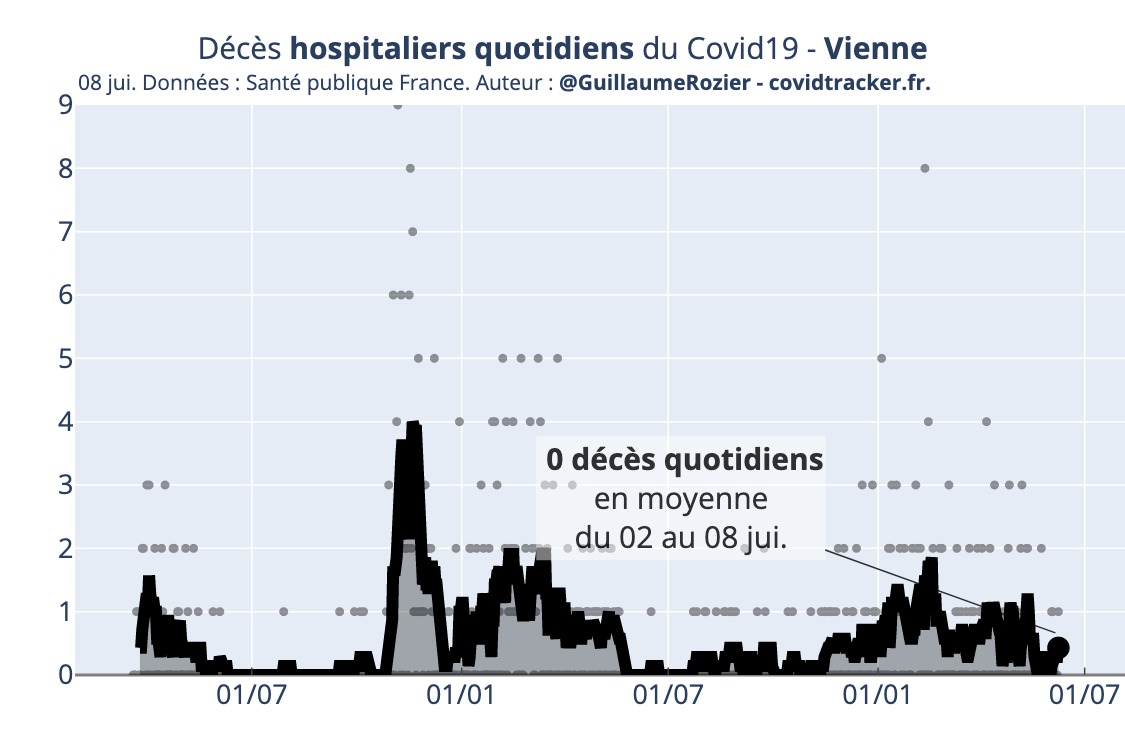 Décès hospitaliers quotidiens du Covid19 - Vienne
08 jui. Données : Santé publique France. Auteur : @GuillaumeRozier - covidtracker.fr.
9
8
7
6
5
4
3
2
1
0
0 décès quotidiens
en moyenne
du 02 au 08 jui.
01/07 01/01 01/07 01/01 01/07